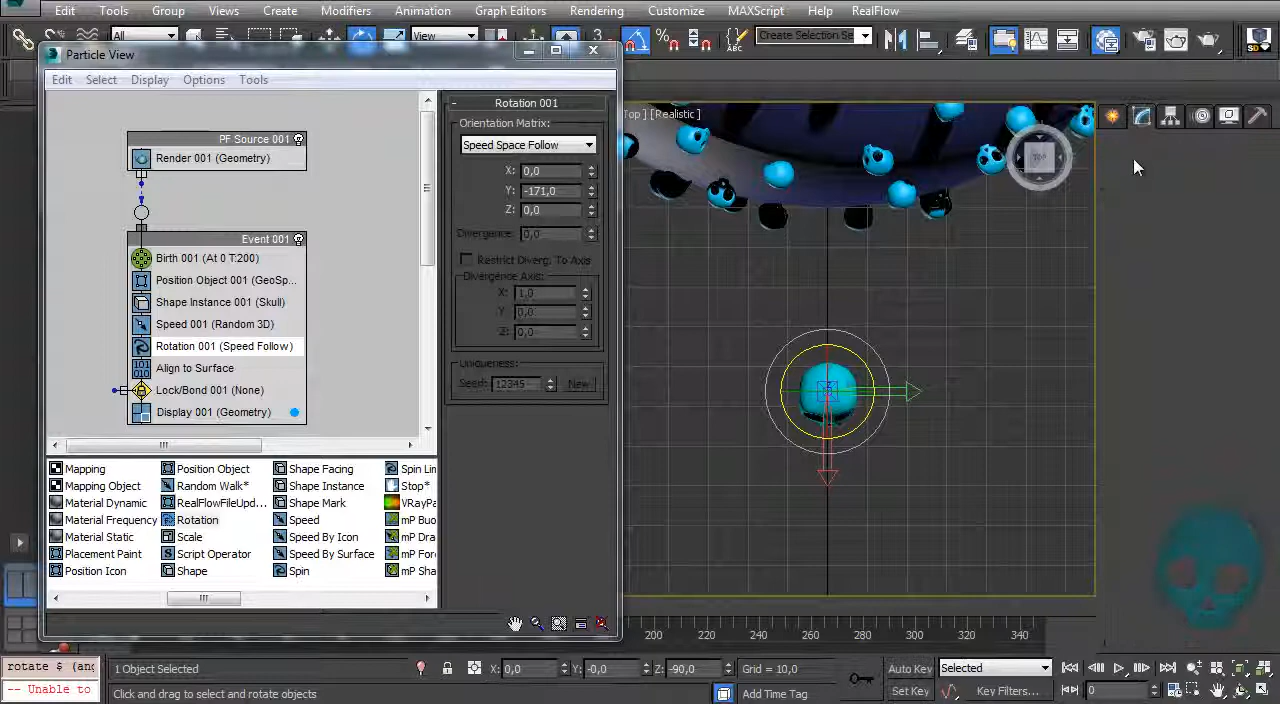 Edit Tools Group Views Create Modifiers Animation Graph Editors Rendering Customize MAXScript Help RealFlow
All View 3 Create Selection Se
Particle View
Edit Select Display Options Tools
PF Source 001
Render 001 (Geometry)
Event 001
Birth 001 (At 0 T:200)
Position Object 001 (GeoSp...
Shape Instance 001 (Skull)
Speed 001 (Random 3D)
Rotation 001 (Speed Follow)
Align to Surface
Lock/Bond 001 (None)
Display 001 (Geometry)
- Rotation 001
Orientation Matrix:
Speed Space Follow
X: 0,0
Y: -171,0
Z: 0,0
Divergence: 0,0
Restrict Diverg. To Axis
Divergence Axis:
X: 1,0
Y 0,0
Z: 0,0
Uniqueness:
Seed: 12345 New
Top ] [Realistic ]
TOP
Mapping Position Object Shape Facing Spin Lin
Mapping Object Random Walk* Shape Instance Stop*
Material Dynamic RealFlowFileUpd... Shape Mark VRayPa
Material Frequency Rotation Speed mP Buo
Material Static Scale Speed By Icon mP Dra
Placement Paint Script Operator Speed By Surface mP For
Position Icon Shape Spin mP Sha
200 220 240 260 280 300 320 340
rotate $ (ang
-- Unable to
1 Object Selected X: 0,0 Y: -0,0 Z: -90,0 Grid = 10,0 Auto Key Selected
Click and drag to select and rotate objects Add Time Tag Set Key Key Filters... 0